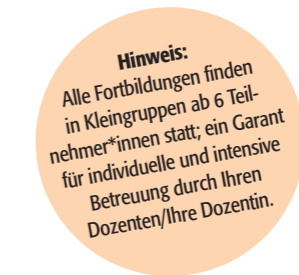 Hinweis:
Alle Fortbildungen finden
in Kleingruppen ab 6 Teil-
nehmer*innen statt; ein Garant
für individuelle und intensive
Betreuung durch Ihren
Dozenten/Ihre Dozentin.